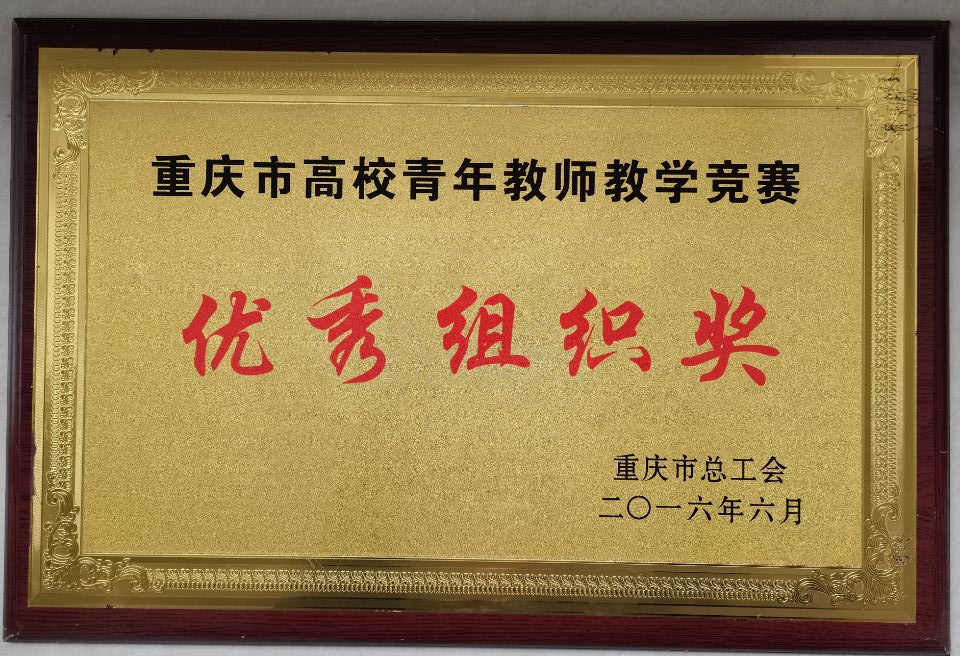 重庆市高校青年教师教学竞赛
优秀组织奖
重庆市总工会
二〇一六年六月